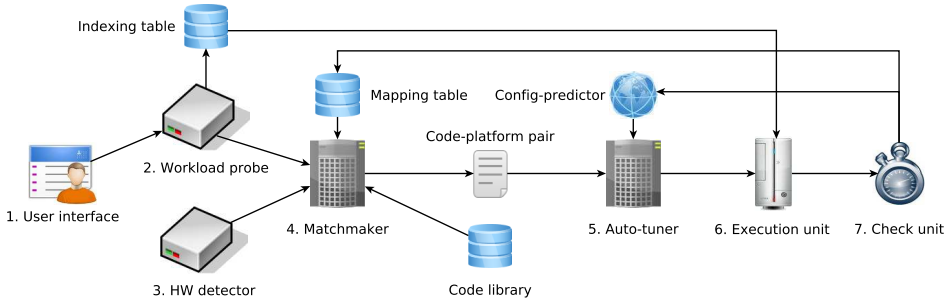 Indexing table
Mapping table
Config-predictor
Code-platform pair
2. Workload probe
1. User interface
4. Matchmaker
5. Auto-tuner
6. Execution unit
7. Check unit
3. HW detector
Code library